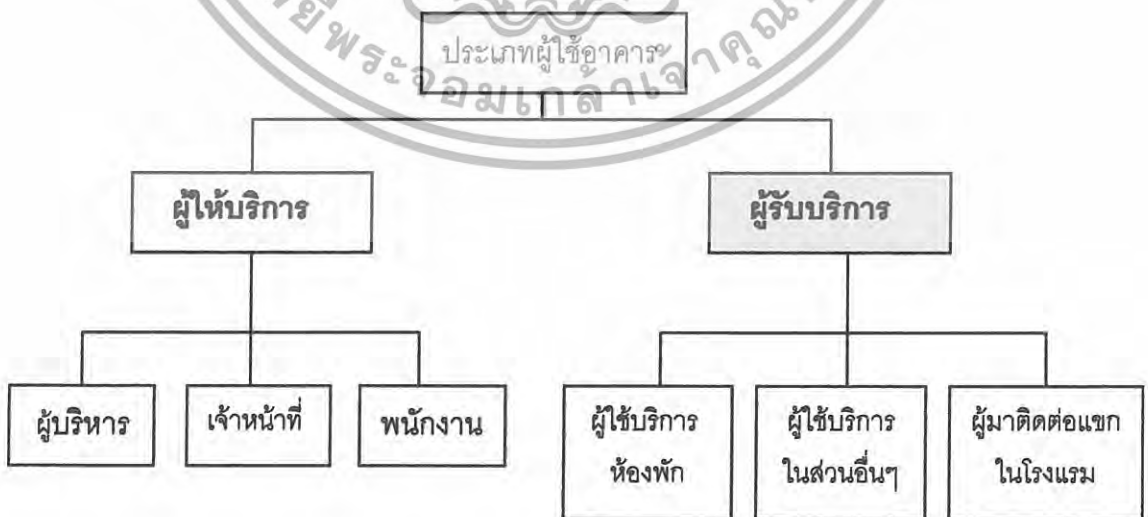 ประเภทผู้ใช้อาคาร
ผู้ให้บริการ
ผู้รับบริการ
ผู้บริหาร
เจ้าหน้าที่
พนักงาน
ผู้ใช้บริการ
ห้องพัก
ผู้ใช้บริการ
ในส่วนอื่นๆ
ผู้มาติดต่อแขก
ในโรงแรม